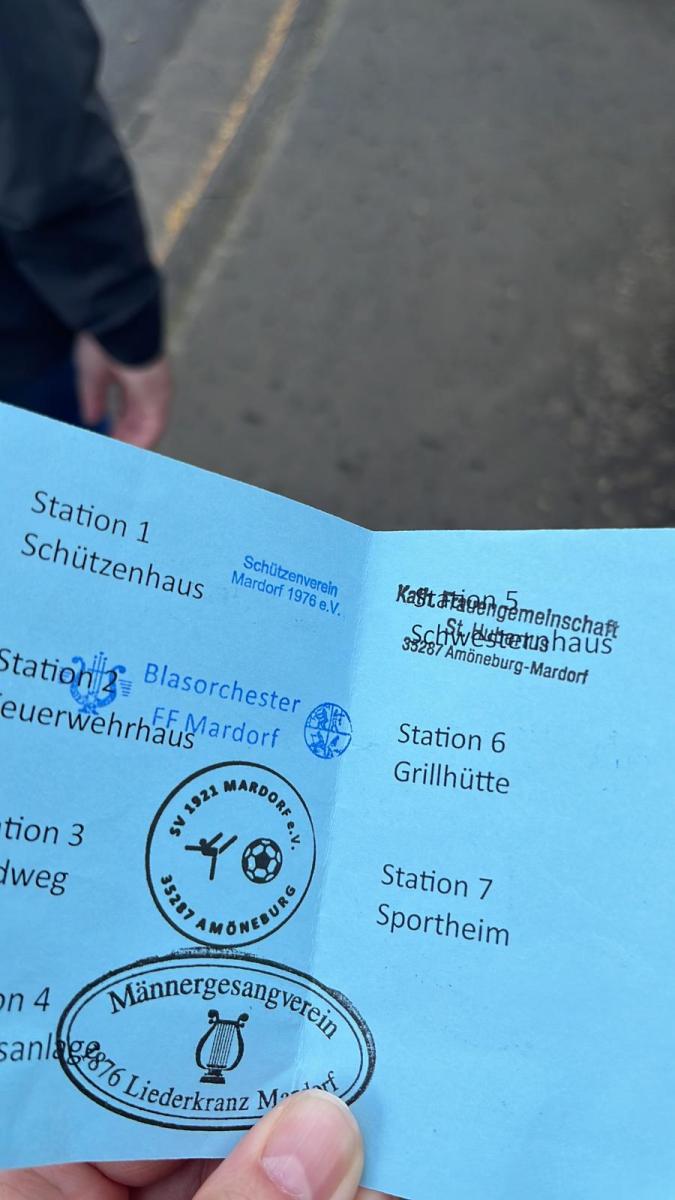 Station 1
Schützenhaus
Schützenverein
Mardorf 1976 e.V.
Station 2
euerwehrhaus
Blasorchester
FF Mardorf
tion 3
dweg
SV 1921 MARDORF e.V.
35287 AMÖNEBURG
on 4
sanlage
Männergesangverein
1876 Liederkranz Mardorf
Station 5
Schwesternhaus
Kath. Frauengemeinschaft
St. Hubertus
35287 Amöneburg-Mardorf
Station 6
Grillhütte
Station 7
Sportheim